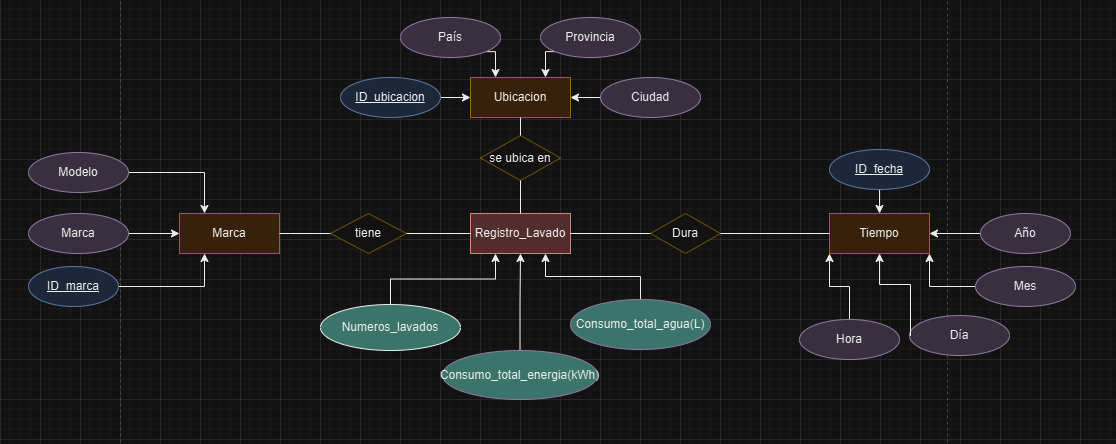 País
Provincia
ID_ubicacion
Ubicacion
Ciudad
se ubica en
ID_fecha
Modelo
Marca
Marca
tiene
Registro_Lavado
Dura
Tiempo
Año
ID_marca
Mes
Numeros_lavados
Consumo_total_agua(L)
Hora
Día
Consumo_total_energia(kWh)